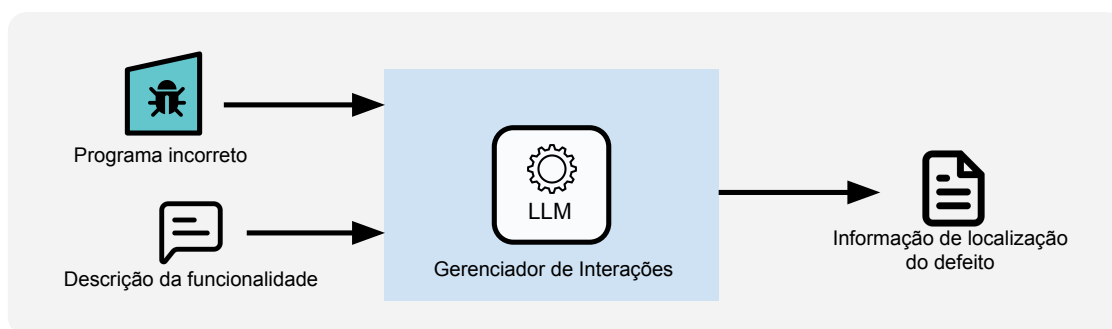 Programa incorreto
Descrição da funcionalidade
LLM
Gerenciador de Interações
Informação de localização
do defeito